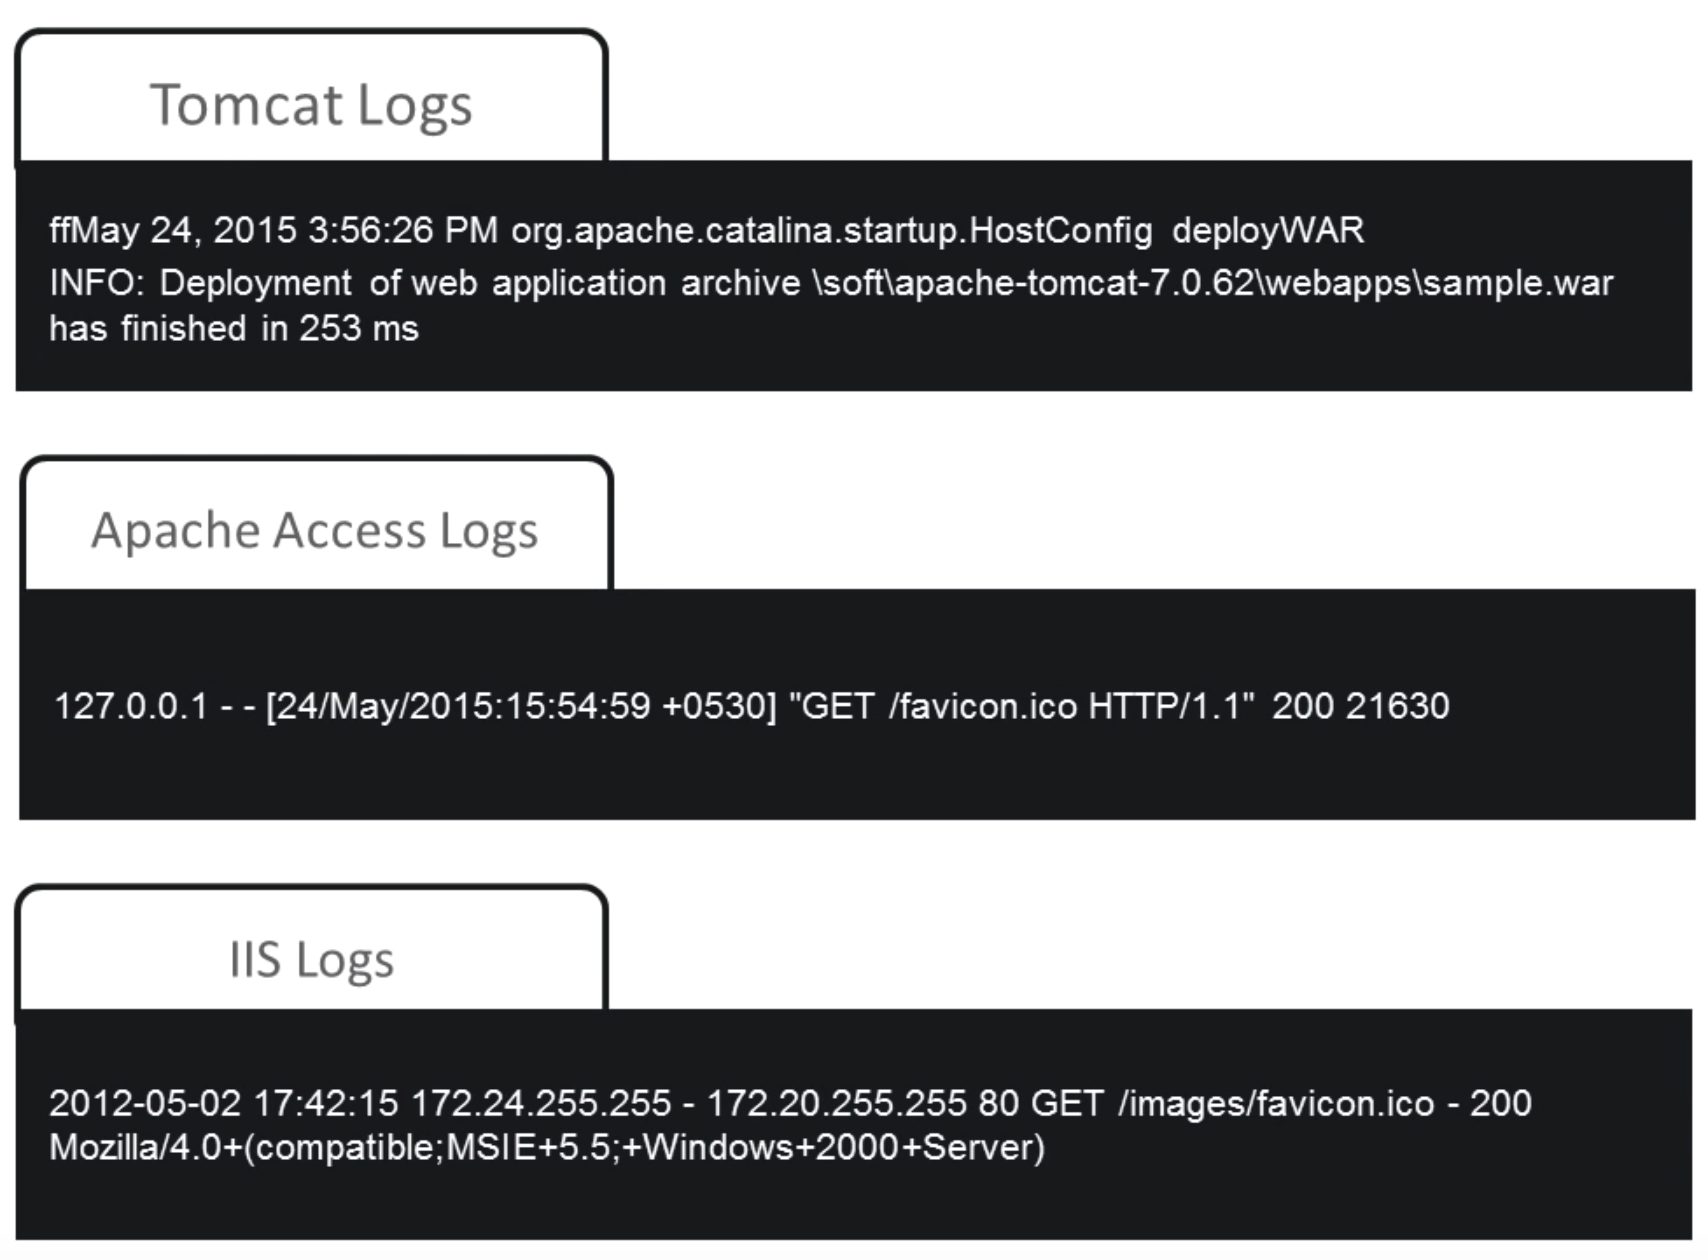 Tomcat Logs
ffMay 24, 2015 3:56:26 PM org.apache.catalina.startup.HostConfig deployWAR
INFO: Deployment of web application archive \soft\apache-tomcat-7.0.62\webapps\sample.war
has finished in 253 ms
Apache Access Logs
127.0.0.1 - - [24/May/2015:15:54:59 +0530] "GET /favicon.ico HTTP/1.1" 200 21630
IIS Logs
2012-05-02 17:42:15 172.24.255.255 - 172.20.255.255 80 GET /images/favicon.ico - 200
Mozilla/4.0+(compatible;MSIE+5.5;+Windows+2000+Server)